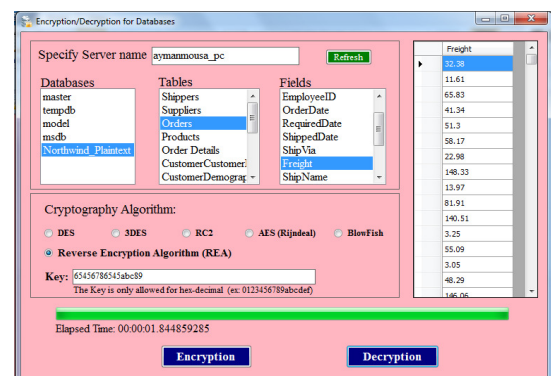 Encryption/Decryption for Databases
Specify Server name aymanmousa_pc Refresh
Databases
master
tempdb
model
msdb
Northwind_Plaintext
Tables
Shippers
Suppliers
Orders
Products
Order Details
CustomerCustomerI
CustomerDemograp
Fields
EmployeeID
OrderDate
RequiredDate
ShippedDate
ShipVia
Freight
ShipName
Cryptography Algorithm:
DES 3DES RC2 AES (Rijndeal) BlowFish
Reverse Encryption Algorithm (REA)
Key: 65456786545abc89
The Key is only allowed for hex-decimal (ex: 0123456789abcdef)
Elapsed Time: 00:00:01.844859285
Encryption Decryption
Freight
32.38
11.61
65.83
41.34
51.3
58.17
22.98
148.33
13.97
81.91
140.51
3.25
55.09
3.05
48.29
146.06